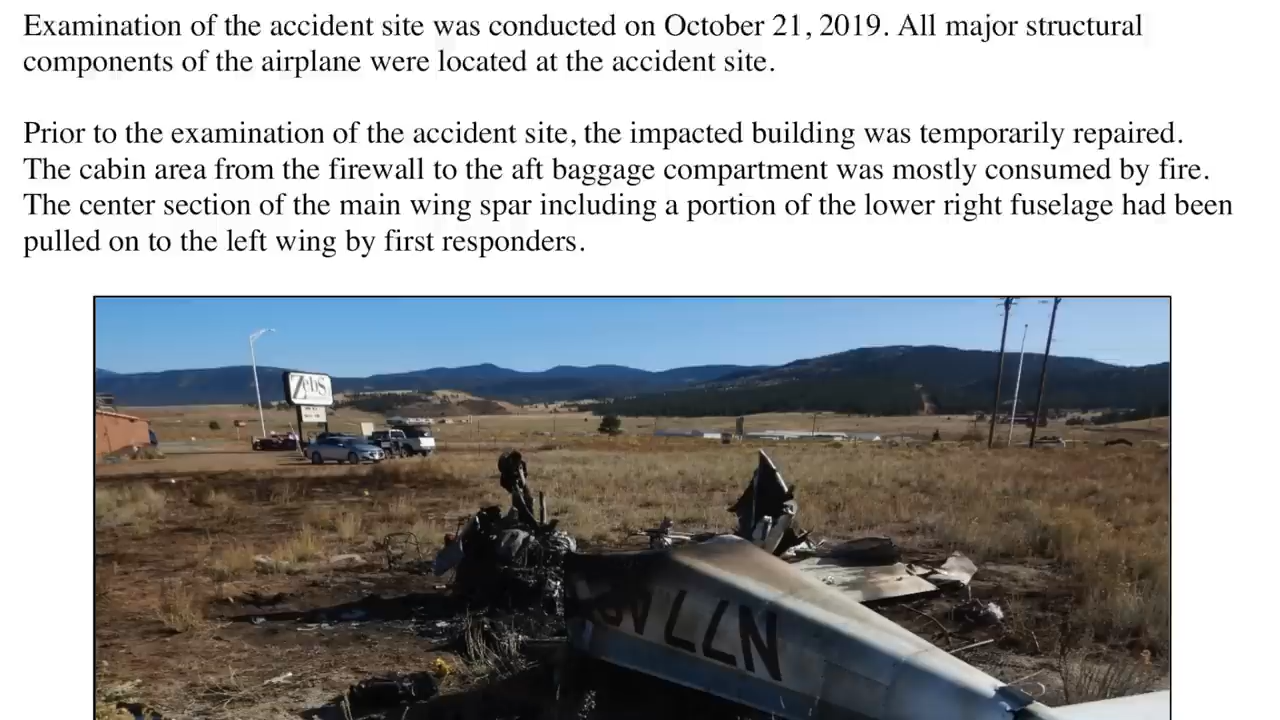 Examination of the accident site was conducted on October 21, 2019. All major structural
components of the airplane were located at the accident site.
Prior to the examination of the accident site, the impacted building was temporarily repaired.
The cabin area from the firewall to the aft baggage compartment was mostly consumed by fire.
The center section of the main wing spar including a portion of the lower right fuselage had been
pulled on to the left wing by first responders.
Zebs